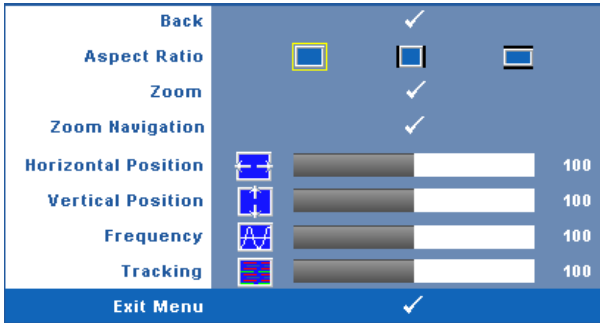 Back
Aspect Ratio
Zoom
Zoom Navigation
Horizontal Position 100
Vertical Position 100
Frequency 100
Tracking 100
Exit Menu